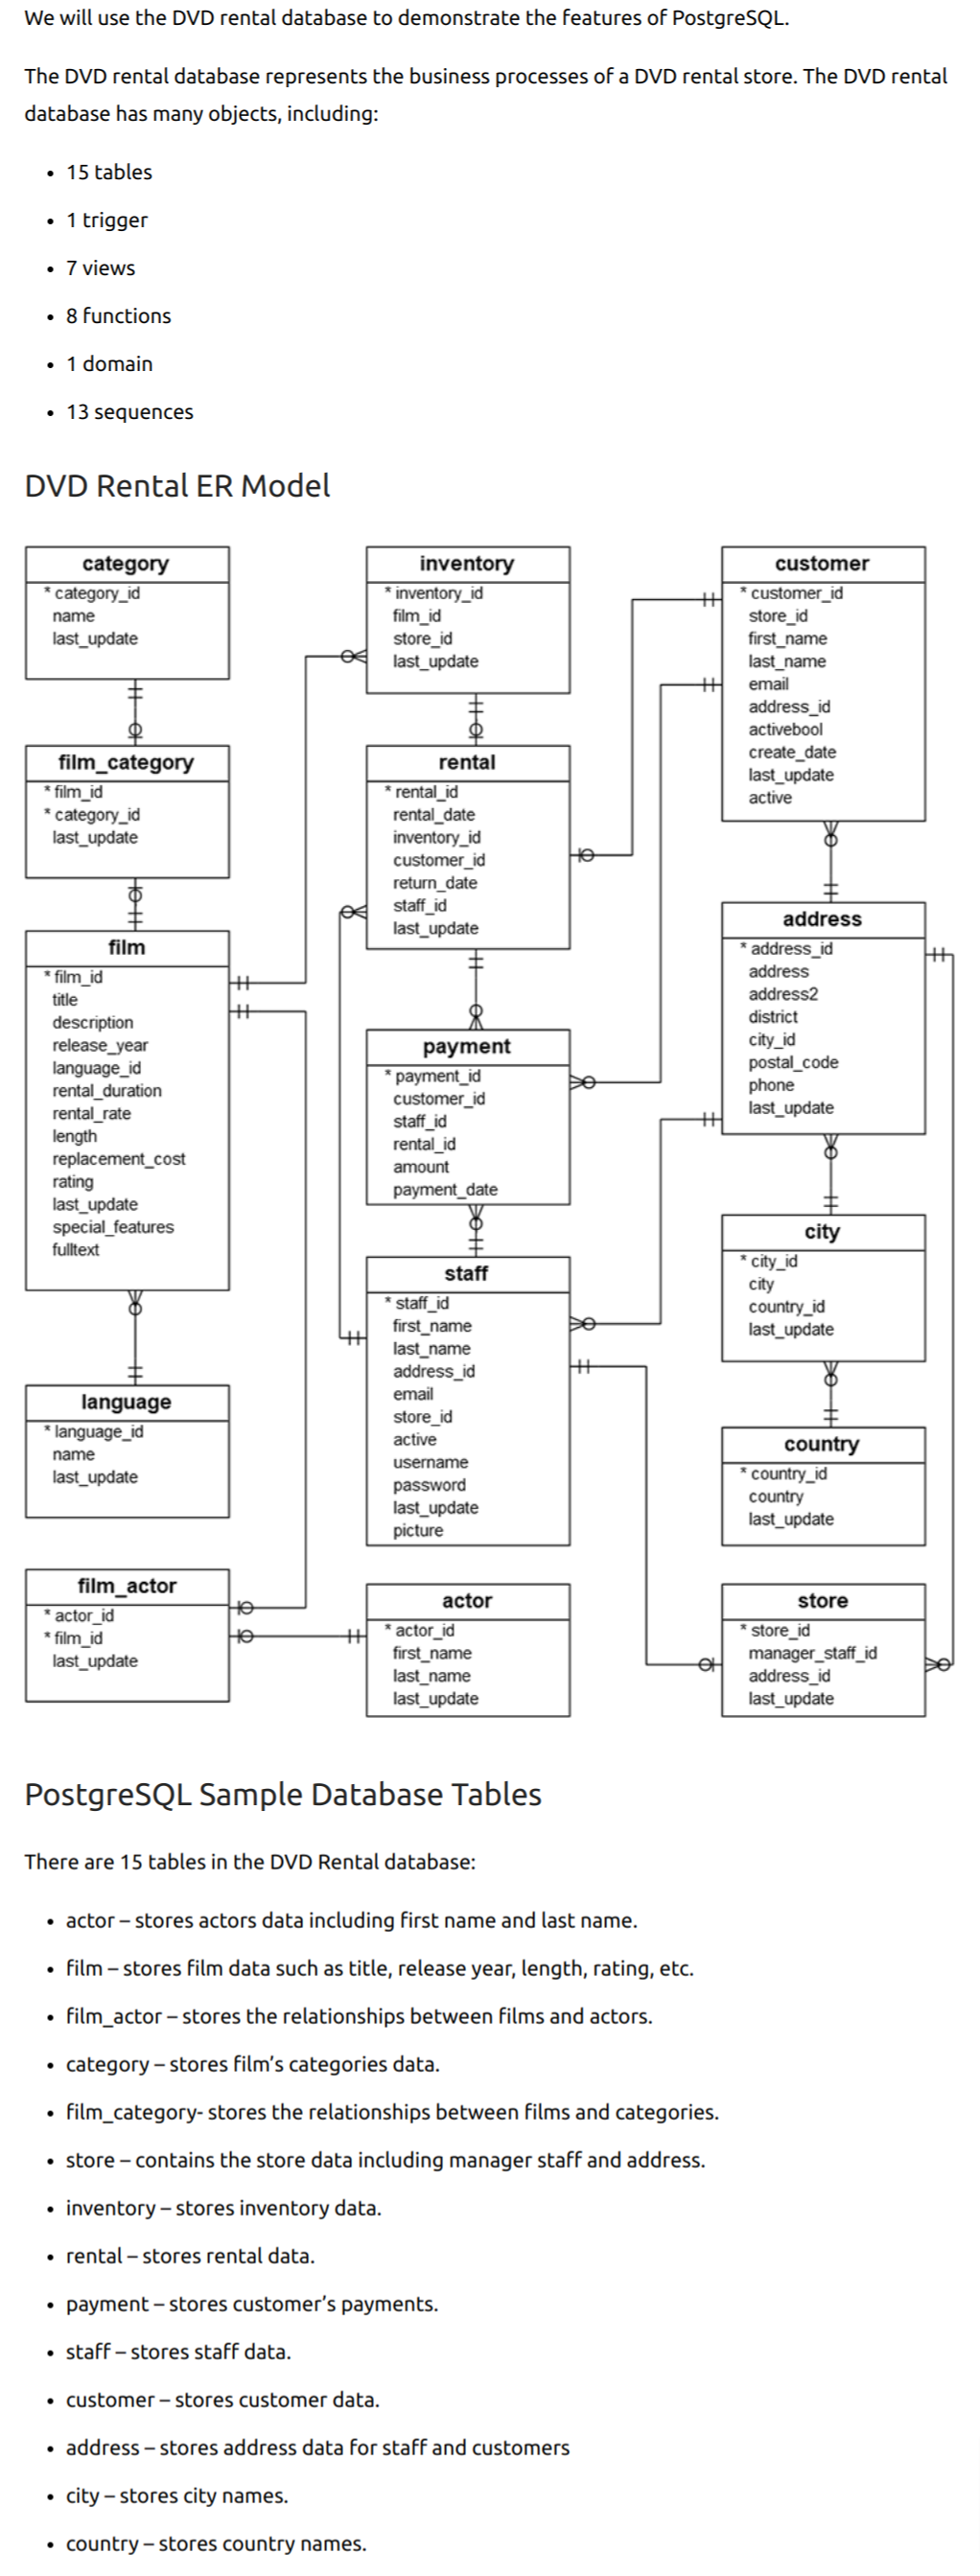 We will use the DVD rental database to demonstrate the features of PostgreSQL.
The DVD rental database represents the business processes of a DVD rental store. The DVD rental
database has many objects, including:
• 15 tables
• 1 trigger
• 7 views
• 8 functions
• 1 domain
• 13 sequences
DVD Rental ER Model
category
* category_id
name
last_update
film_category
* film_id
* category_id
last_update
film
* film_id
title
description
release_year
language_id
rental_duration
rental_rate
length
replacement_cost
rating
last_update
special_features
fulltext
language
* language_id
name
last_update
film_actor
* actor_id
* film_id
last_update
inventory
* inventory_id
film_id
store_id
last_update
rental
* rental_id
rental_date
inventory_id
customer_id
return_date
staff_id
last_update
payment
* payment_id
customer_id
staff_id
rental_id
amount
payment_date
staff
* staff_id
first_name
last_name
address_id
email
store_id
active
username
password
last_update
picture
actor
* actor_id
first_name
last_name
last_update
customer
* customer_id
store_id
first_name
last_name
email
address_id
activebool
create_date
last_update
active
address
* address_id
address
address2
district
city_id
postal_code
phone
last_update
city
* city_id
city
country_id
last_update
country
* country_id
country
last_update
store
* store_id
manager_staff_id
address_id
last_update
PostgreSQL Sample Database Tables
There are 15 tables in the DVD Rental database:
• actor – stores actors data including first name and last name.
• film – stores film data such as title, release year, length, rating, etc.
• film_actor – stores the relationships between films and actors.
• category – stores film’s categories data.
• film_category- stores the relationships between films and categories.
• store – contains the store data including manager staff and address.
• inventory – stores inventory data.
• rental – stores rental data.
• payment – stores customer’s payments.
• staff – stores staff data.
• customer – stores customer data.
• address – stores address data for staff and customers
• city – stores city names.
• country – stores country names.